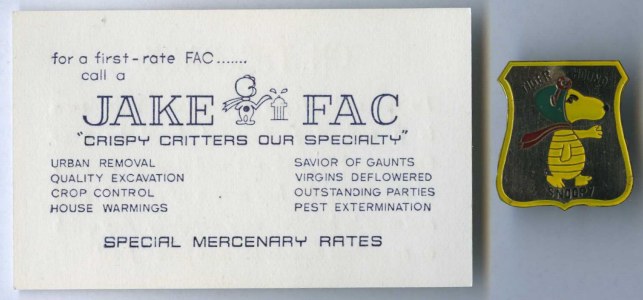 for a first-rate FAC.......
call a
JAKE FAC
"CRISPY CRITTERS OUR SPECIALTY"
URBAN REMOVAL
QUALITY EXCAVATION
CROP CONTROL
HOUSE WARMINGS
SAVIOR OF GAUNTS
VIRGINS DEFLOWERED
OUTSTANDING PARTIES
PEST EXTERMINATION
SPECIAL MERCENARY RATES
SNOOPY